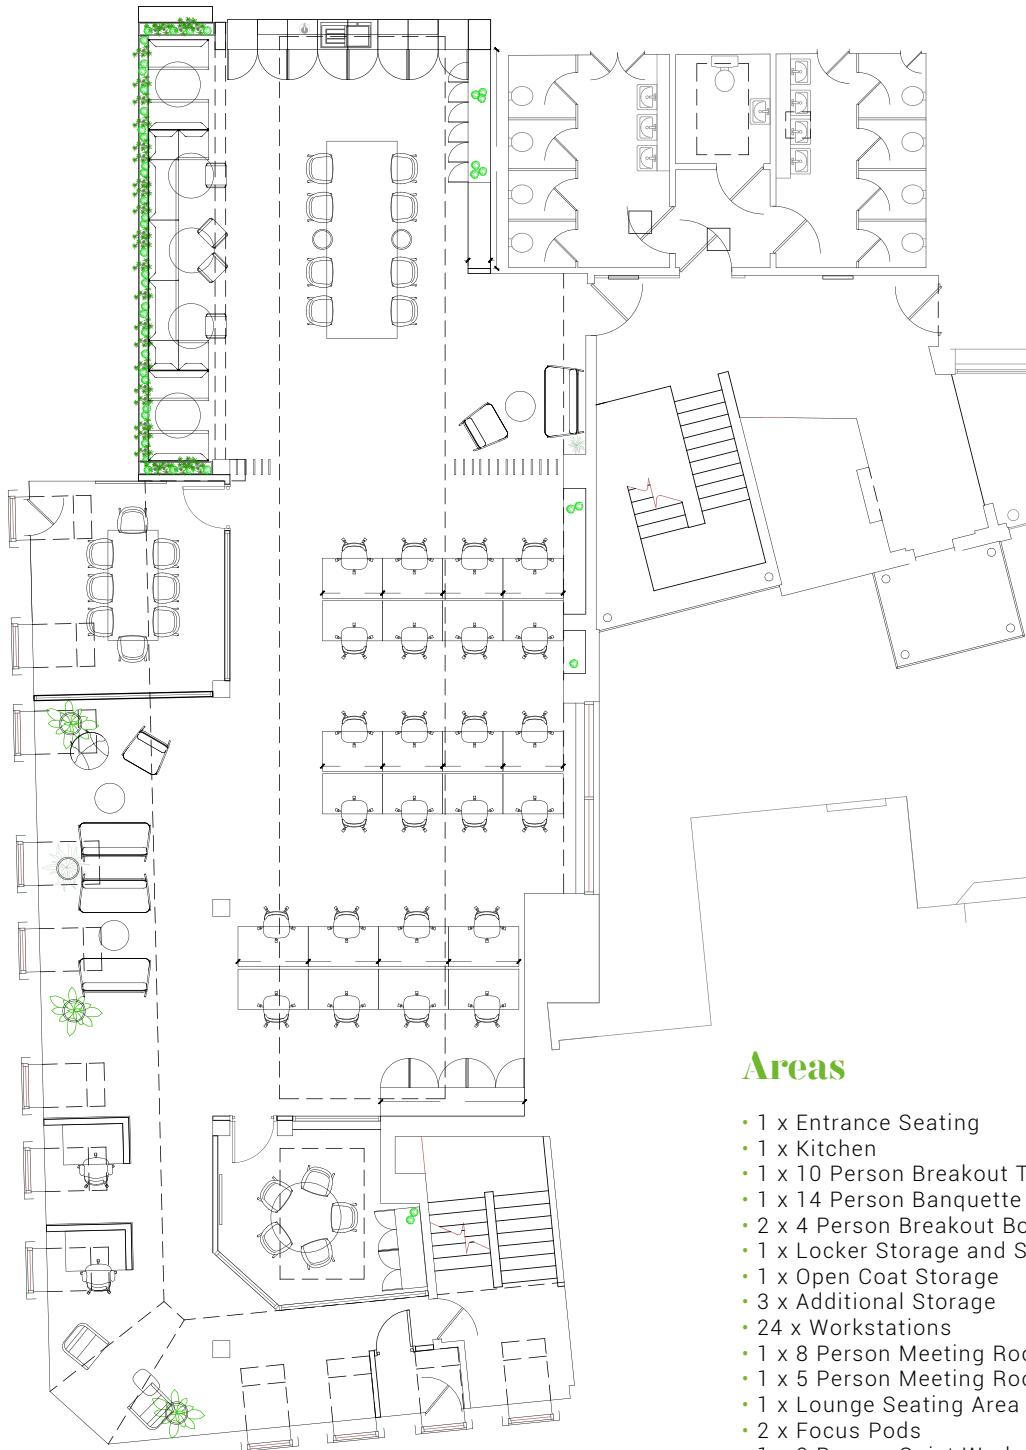 Areas
• 1 x Entrance Seating
• 1 x Kitchen
• 1 x 10 Person Breakout
• 1 x 14 Person Banquette
• 2 x 4 Person Breakout
• 1 x Locker Storage and
• 1 x Open Coat Storage
• 3 x Additional Storage
• 24 x Workstations
• 1 x 8 Person Meeting
• 1 x 5 Person Meeting
• 1 x Lounge Seating Area
• 2 x Focus Pods